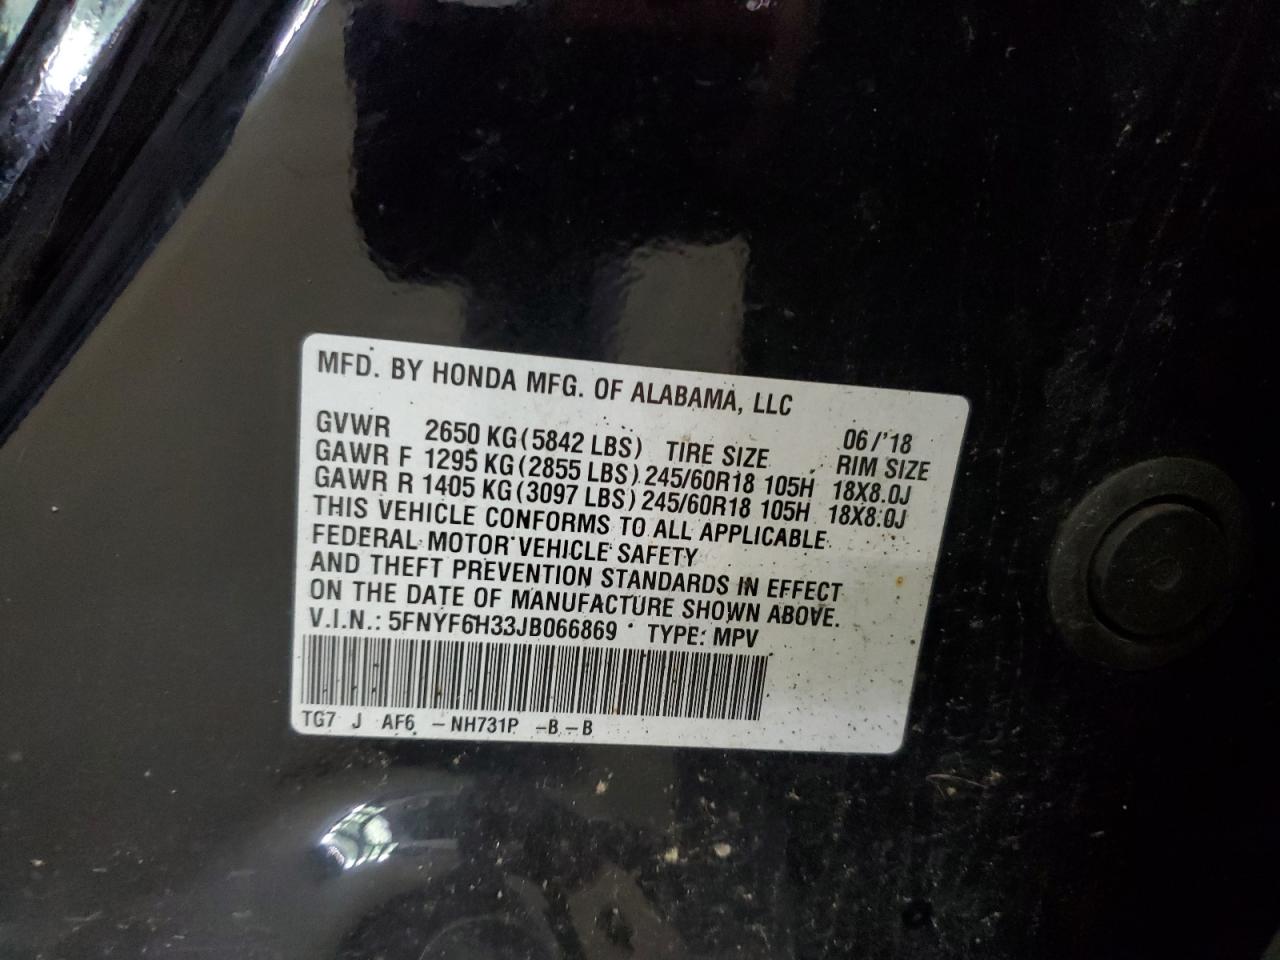 MFD. BY HONDA MFG. OF ALABAMA, LLC
06/'18
GVWR 2650 KG(5842 LBS) TIRE SIZE RIM SIZE
GAWR F 1295 KG(2855 LBS) 245/60R18 105H 18X8.0J
GAWR R 1405 KG(3097 LBS) 245/60R18 105H 18X8.0J
THIS VEHICLE CONFORMS TO ALL APPLICABLE
FEDERAL MOTOR VEHICLE SAFETY
AND THEFT PREVENTION STANDARDS IN EFFECT
ON THE DATE OF MANUFACTURE SHOWN ABOVE.
V.I.N.: 5FNYF6H33JB066869 TYPE: MPV
TG7 J AF6 -NH731P -B-B